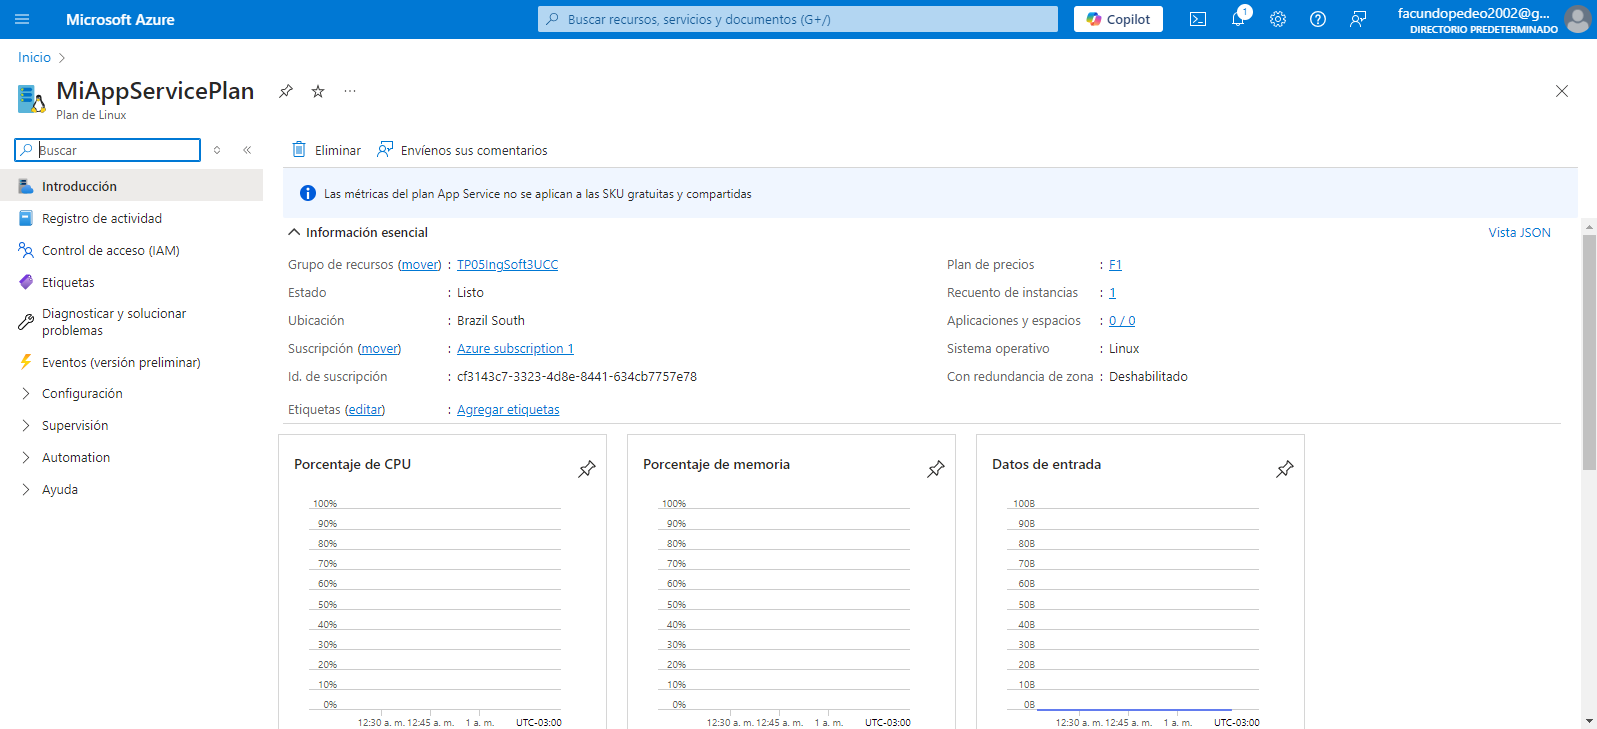 Microsoft Azure
Buscar recursos, servicios y documentos (G+/)
Copilot
1
facundopedeo2002@g...
DIRECTORIO PREDETERMINADO
Inicio
MiAppServicePlan
Plan de Linux
Buscar
Introducción
Registro de actividad
Control de acceso (IAM)
Etiquetas
Diagnosticar y solucionar
problemas
Eventos (versión preliminar)
Configuración
Supervisión
Automation
Ayuda
Eliminar
Envíenos sus comentarios
Las métricas del plan App Service no se aplican a las SKU gratuitas y compartidas
Información esencial
Vista JSON
Grupo de recursos (mover) : TP05IngSoft3UCC
Estado : Listo
Ubicación : Brazil South
Suscripción (mover) : Azure subscription 1
Id. de suscripción : cf3143c7-3323-4d8e-8441-634cb7757e78
Etiquetas (editar) : Agregar etiquetas
Plan de precios : F1
Recuento de instancias : 1
Aplicaciones y espacios : 0 / 0
Sistema operativo : Linux
Con redundancia de zona : Deshabilitado
Porcentaje de CPU
100%
90%
80%
70%
60%
50%
40%
30%
20%
10%
0%
12:30 a. m. 12:45 a. m. 1 a. m. UTC-03:00
Porcentaje de memoria
100%
90%
80%
70%
60%
50%
40%
30%
20%
10%
0%
12:30 a. m. 12:45 a. m. 1 a. m. UTC-03:00
Datos de entrada
100B
90B
80B
70B
60B
50B
40B
30B
20B
10B
0B
12:30 a. m. 12:45 a. m. 1 a. m. UTC-03:00